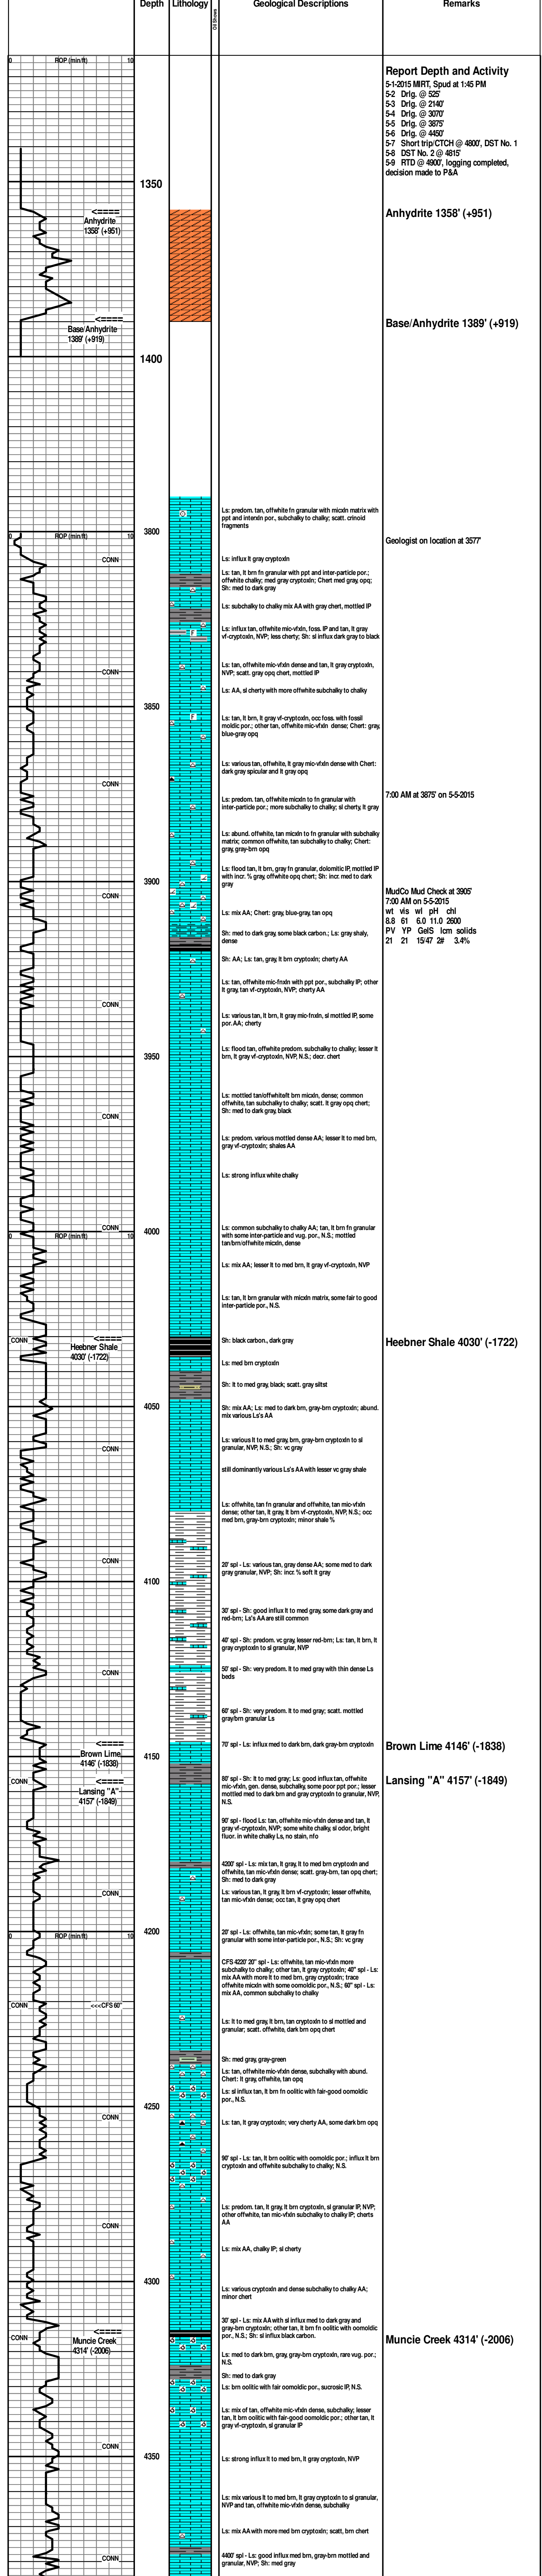 Depth
Lithology
Oil Shows
Geological Descriptions
Remarks
0 ROP (min/ft) 10
Report Depth and Activity
5-1-2015 MIRT, Spud at 1:45 PM
5-2 Drlg. @ 525'
5-3 Drlg. @ 2140'
5-4 Drlg. @ 3070'
5-5 Drlg. @ 3875'
5-6 Drlg. @ 4450'
5-7 Short trip/CTCH @ 4800', DST No. 1
5-8 DST No. 2 @ 4815'
5-9 RTD @ 4900', logging completed,
decision made to P&A
1350
<====
Anhydrite
1358' (+951)
Anhydrite 1358' (+951)
<====
Base/Anhydrite
1389' (+919)
Base/Anhydrite 1389' (+919)
1400
Ls: predom. tan, offwhite fn granular with micxln matrix with
ppt and interxln por., subchalky to chalky; scatt. crinoid
fragments
3800
0 ROP (min/ft) 10
Geologist on location at 3577'
CONN
Ls: influx lt gray cryptoxln
Ls: tan, lt brn fn granular with ppt and inter-particle por.;
offwhite chalky; med gray cryptoxln; Chert med gray, opq;
Sh: med to dark gray
Ls: subchalky to chalky mix AA with gray chert, mottled IP
F
Ls: influx tan, offwhite mic-vfxln, foss. IP and tan, lt gray
vf-cryptoxln, NVP; less cherty; Sh: sl influx dark gray to black
CONN
Ls: tan, offwhite mic-vfxln dense and tan, lt gray cryptoxln,
NVP; scatt. gray opq chert, mottled IP
Ls: AA, sl cherty with more offwhite subchalky to chalky
3850
F
Ls: tan, lt brn, lt gray vf-cryptoxln, occ foss. with fossil
moldic por.; other tan, offwhite mic-vfxln dense; Chert: gray,
blue-gray opq
Ls: various tan, offwhite, lt gray mic-vfxln dense with Chert:
dark gray spicular and lt gray opq
CONN
7:00 AM at 3875' on 5-5-2015
Ls: predom. tan, offwhite micxln to fn granular with
inter-particle por.; more subchalky to chalky; sl cherty, lt gray
Ls: abund. offwhite, tan micxln to fn granular with subchalky
matrix; common offwhite, tan subchalky to chalky; Chert:
gray, gray-brn opq
3900
Ls: flood tan, lt brn, gray fn granular, dolomitic IP, mottled IP
with incr. % gray, offwhite opq chert; Sh: incr. med to dark
gray
CONN
MudCo Mud Check at 3905'
7:00 AM on 5-5-2015
wt vis wl pH chl
8.8 61 6.0 11.0 2600
PV YP GelS lcm solids
21 21 15/47 2# 3.4%
Ls: mix AA; Chert: gray, blue-gray, tan opq
Sh: med to dark gray, some black carbon.; Ls: gray shaly,
dense
Sh: AA; Ls: tan, gray, lt brn cryptoxln; cherty AA
Ls: tan, offwhite mic-fnxln with ppt por., subchalky IP; other
lt gray, tan vf-cryptoxln, NVP; cherty AA
CONN
Ls: various tan, lt brn, lt gray mic-fnxln, sl mottled IP, some
por. AA; cherty
3950
Ls: flood tan, offwhite predom. subchalky to chalky; lesser lt
brn, lt gray vf-cryptoxln, NVP, N.S.; decr. chert
Ls: mottled tan/offwhite/lt brn micxln, dense; common
offwhite, tan subchalky to chalky; scatt. lt gray opq chert;
Sh: med to dark gray, black
CONN
Ls: predom. various mottled dense AA; lesser lt to med brn,
gray vf-cryptoxln; shales AA
Ls: strong influx white chalky
CONN
4000
0 ROP (min/ft) 10
Ls: common subchalky to chalky AA; tan, lt brn fn granular
with some inter-particle and vug. por., N.S.; mottled
tan/brn/offwhite micxln, dense
Ls: mix AA; lesser lt to med brn, lt gray vf-cryptoxln, NVP
Ls: tan, lt brn granular with micxln matrix, some fair to good
inter-particle por., N.S.
CONN
<====
Heebner Shale
4030' (-1722)
Sh: black carbon., dark gray
Heebner Shale 4030' (-1722)
Ls: med brn cryptoxln
Sh: lt to med gray, black; scatt. gray siltst
4050
Sh: mix AA; Ls: med to dark brn, gray-brn cryptoxln; abund.
mix various Ls's AA
CONN
Ls: various lt to med gray, brn, gray-brn cryptoxln to sl
granular, NVP, N.S.; Sh: vc gray
still dominantly various Ls's AA with lesser vc gray shale
Ls: offwhite, tan fn granular and offwhite, tan mic-vfxln
dense; other tan, lt gray, lt brn vf-cryptoxln, NVP, N.S.; occ
med brn, gray-brn cryptoxln; minor shale %
CONN
20' spl - Ls: various tan, gray dense AA; some med to dark
gray granular, NVP; Sh: incr. % soft lt gray
4100
30' spl - Sh: good influx lt to med gray, some dark gray and
red-brn; Ls's AA are still common
40' spl - Sh: predom. vc gray, lesser red-brn; Ls: tan, lt brn, lt
gray cryptoxln to sl granular, NVP
CONN
50' spl - Sh: very predom. lt to med gray with thin dense Ls
beds
60' spl - Sh: very predom. lt to med gray; scatt. mottled
gray/brn granular Ls
<====
Brown Lime
4146' (-1838)
70' spl - Ls: influx med to dark brn, dark gray-brn cryptoxln
Brown Lime 4146' (-1838)
4150
CONN
<====
Lansing "A"
4157' (-1849)
80' spl - Sh: lt to med gray; Ls: good influx tan, offwhite
mic-vfxln, gen. dense, subchalky, some poor ppt por.; lesser
mottled med to dark brn and gray cryptoxln to granular, NVP,
N.S.
Lansing "A" 4157' (-1849)
90' spl - flood Ls: tan, offwhite mic-vfxln dense and tan, lt
gray vf-cryptoxln, NVP; some white chalky, sl odor, bright
fluor. in white chalky Ls, no stain, nfo
4200' spl - Ls: mix tan, lt gray, lt to med brn cryptoxln and
offwhite, tan mic-vfxln dense; scatt. gray-brn, tan opq chert;
Sh: med to dark gray
CONN
Ls: various tan, lt gray, lt brn vf-cryptoxln; lesser offwhite,
tan mic-vfxln dense; occ tan, lt gray opq chert
4200
0 ROP (min/ft) 10
20' spl - Ls: offwhite, tan mic-vfxln; some tan, lt gray fn
granular with some inter-particle por., N.S.; Sh: vc gray
CFS 4220' 20" spl - Ls: offwhite, tan mic-vfxln more
subchalky to chalky; other tan, lt gray cryptoxln; 40" spl - Ls:
mix AA with more lt to med brn, gray cryptoxln; trace
offwhite micxln with some oomoldic por., N.S.; 60" spl - Ls:
mix AA, common subchalky to chalky
CONN
<<<CFS 60"
Ls: lt to med gray, lt brn, tan cryptoxln to sl mottled and
granular; scatt. offwhite, dark brn opq chert
Sh: med gray, gray-green
Ls: tan, offwhite mic-vfxln dense, subchalky with abund.
Chert: lt gray, offwhite, tan opq
Ls: sl influx tan, lt brn fn oolitic with fair-good oomoldic
por., N.S.
4250
CONN
Ls: tan, lt gray cryptoxln; very cherty AA, some dark brn opq
90' spl - Ls: tan, lt brn oolitic with oomoldic por.; influx lt brn
cryptoxln and offwhite subchalky to chalky; N.S.
Ls: predom. tan, lt gray, lt brn cryptoxln, sl granular IP, NVP;
other offwhite, tan mic-vfxln subchalky to chalky IP; cherts
AA
CONN
Ls: mix AA, chalky IP; sl cherty
4300
Ls: various cryptoxln and dense subchalky to chalky AA;
minor chert
CONN
<====
Muncie Creek
4314' (-2006)
30' spl - Ls: mix AA with sl influx med to dark gray and
gray-brn cryptoxln; other tan, lt brn fn oolitic with oomoldic
por., N.S.; Sh: sl influx black carbon.
Muncie Creek 4314' (-2006)
Ls: med to dark brn, gray, gray-brn cryptoxln, rare vug. por.;
N.S.
Sh: med to dark gray
Ls: brn oolitic with fair oomoldic por., sucrosic IP, N.S.
Ls: mix of tan, offwhite mic-vfxln dense, subchalky; lesser
tan, lt brn oolitic with fair-good oomoldic por.; other tan, lt
gray vf-cryptoxln, sl granular IP
CONN
4350
Ls: strong influx lt to med brn, lt gray cryptoxln, NVP
Ls: mix various lt to med brn, lt gray cryptoxln to sl granular,
NVP and tan, offwhite mic-vfxln dense, subchalky
Ls: mix AA with more med brn cryptoxln; scatt, brn chert
CONN
4400' spl - Ls: good influx med brn, gray-brn mottled and
granular, NVP; Sh: med gray